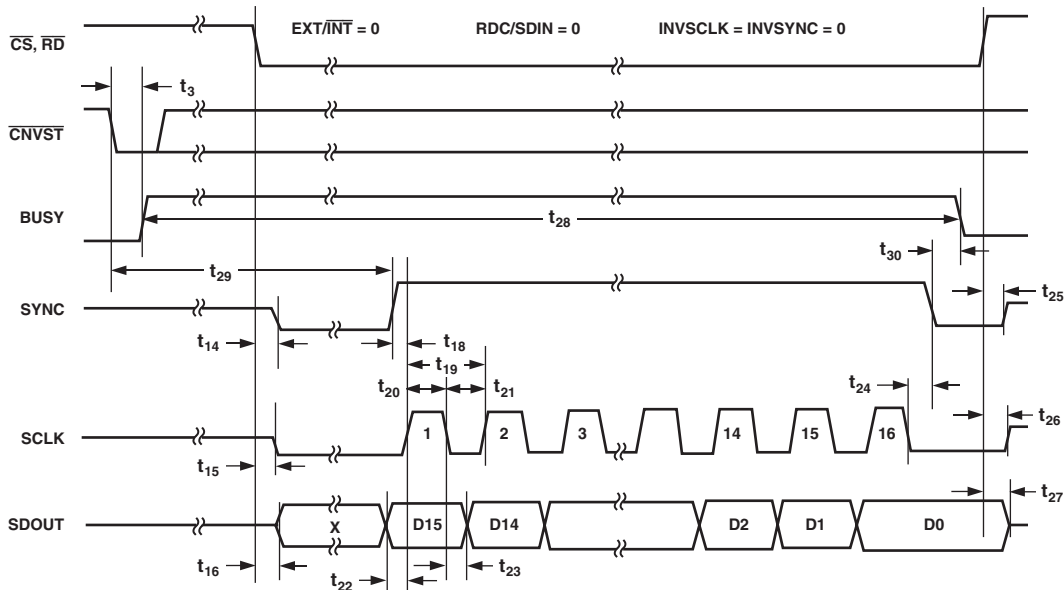 EXT/INT = 0 RDC/SDIN = 0 INVSCLK = INVSYNC = 0
CS, RD
t3
CNVST
BUSY
t28
t30
t29
t25
SYNC
t14
t18
t19
t20
t21
t24
t26
SCLK
1 2 3 14 15 16
t15
t27
SDOUT
X D15 D14 D2 D1 D0
t16
t22
t23